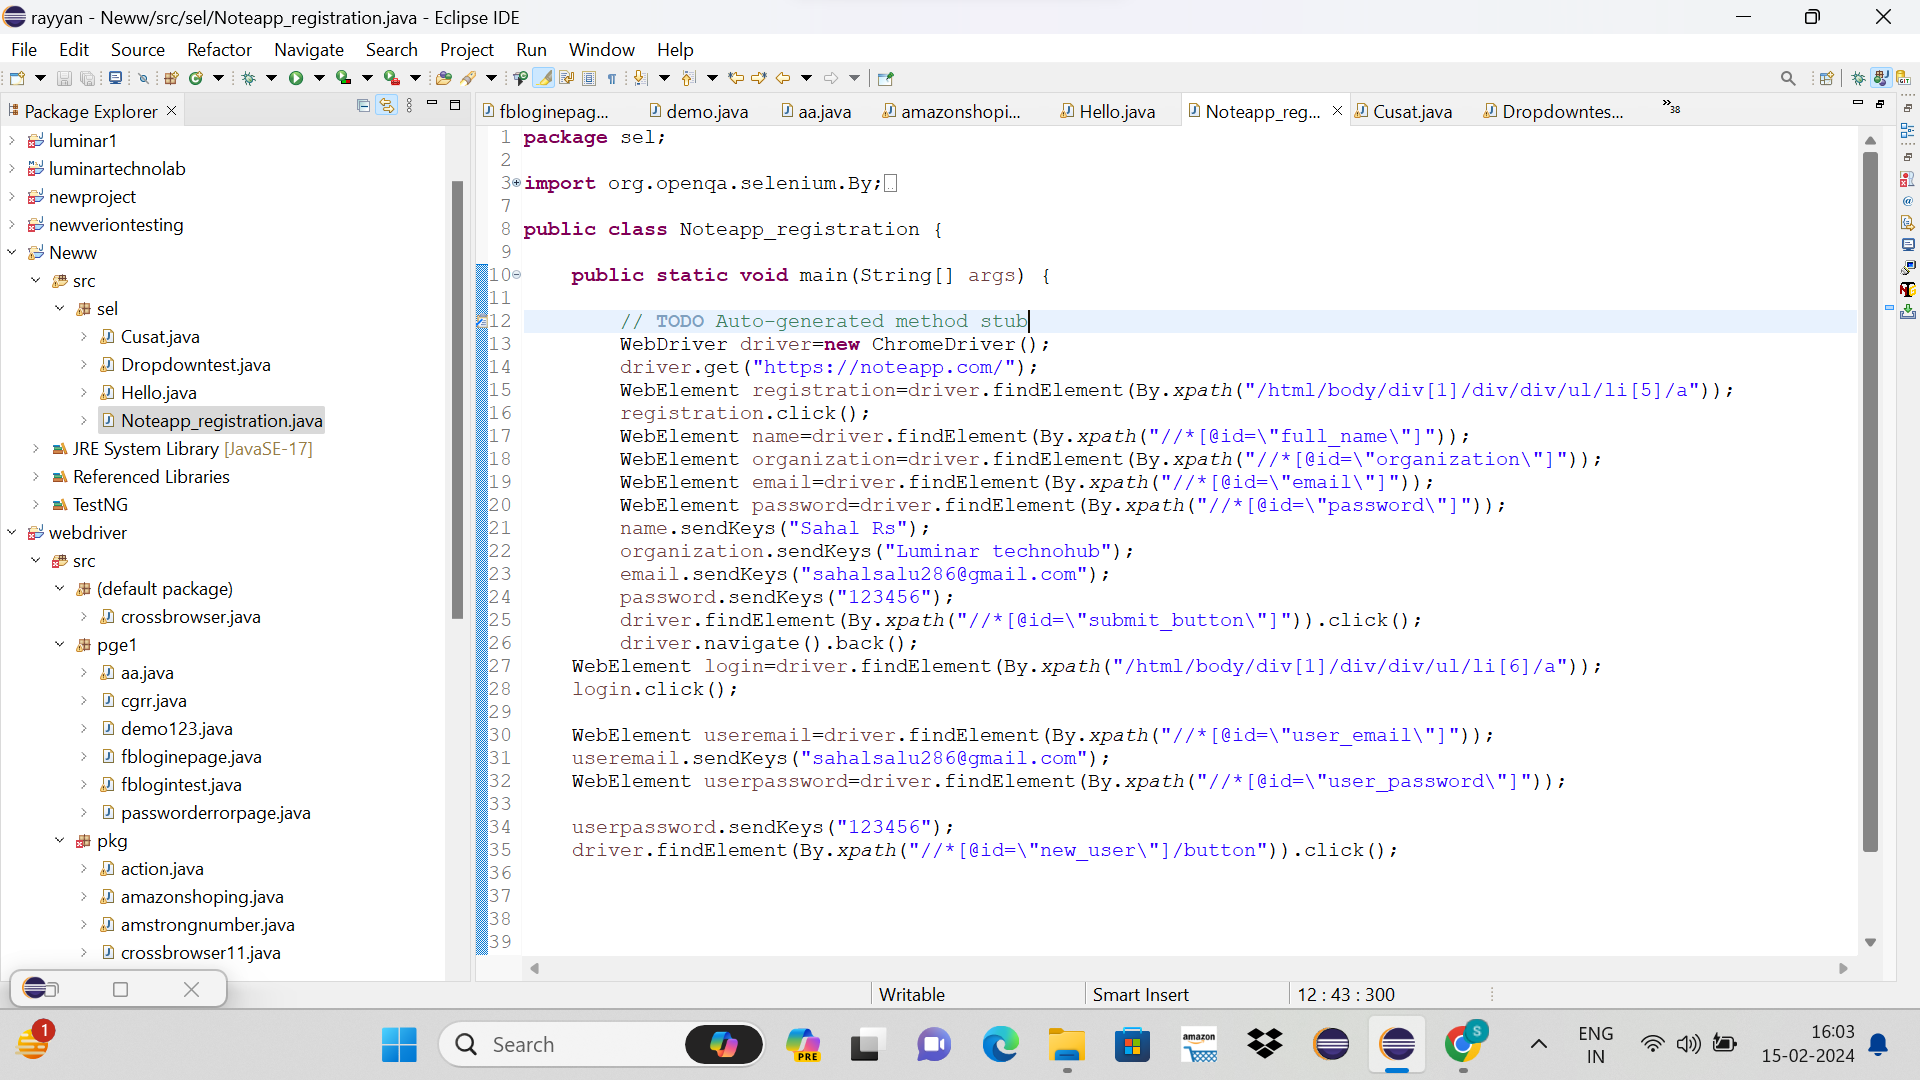 rayyan - Neww/src/sel/Noteapp_registration.java - Eclipse IDE
File Edit Source Refactor Navigate Search Project Run Window Help
Package Explorer
fbloginepag... demo.java aa.java amazonshopi... Hello.java Noteapp_reg... Cusat.java Dropdowntes... »38
luminar1
luminartechnolab
newproject
newveriontesting
Neww
src
sel
Cusat.java
Dropdowntest.java
Hello.java
Noteapp_registration.java
JRE System Library [JavaSE-17]
Referenced Libraries
TestNG
webdriver
src
(default package)
crossbrowser.java
pge1
aa.java
cgrr.java
demo123.java
fbloginepage.java
fblogintest.java
passworderrorpage.java
pkg
action.java
amazonshoping.java
amstrongnumber.java
crossbrowser11.java
1 package sel;
2
3 import org.openqa.selenium.By;
7
8 public class Noteapp_registration {
9
10 public static void main(String[] args) {
11
12 // TODO Auto-generated method stub
13 WebDriver driver=new ChromeDriver();
14 driver.get("https://noteapp.com/");
15 WebElement registration=driver.findElement(By.xpath("/html/body/div[1]/div/div/ul/li[5]/a"));
16 registration.click();
17 WebElement name=driver.findElement(By.xpath("//*[@id=\"full_name\"]"));
18 WebElement organization=driver.findElement(By.xpath("//*[@id=\"organization\"]"));
19 WebElement email=driver.findElement(By.xpath("//*[@id=\"email\"]"));
20 WebElement password=driver.findElement(By.xpath("//*[@id=\"password\"]"));
21 name.sendKeys("Sahal Rs");
22 organization.sendKeys("Luminar technohub");
23 email.sendKeys("sahalsalu286@gmail.com");
24 password.sendKeys("123456");
25 driver.findElement(By.xpath("//*[@id=\"submit_button\"]")).click();
26 driver.navigate().back();
27 WebElement login=driver.findElement(By.xpath("/html/body/div[1]/div/div/ul/li[6]/a"));
28 login.click();
29
30 WebElement useremail=driver.findElement(By.xpath("//*[@id=\"user_email\"]"));
31 useremail.sendKeys("sahalsalu286@gmail.com");
32 WebElement userpassword=driver.findElement(By.xpath("//*[@id=\"user_password\"]"));
33
34 userpassword.sendKeys("123456");
35 driver.findElement(By.xpath("//*[@id=\"new_user\"]/button")).click();
36
37
38
39
Writable Smart Insert 12 : 43 : 300
1 Search PRE amazon S ENG IN 16:03
15-02-2024